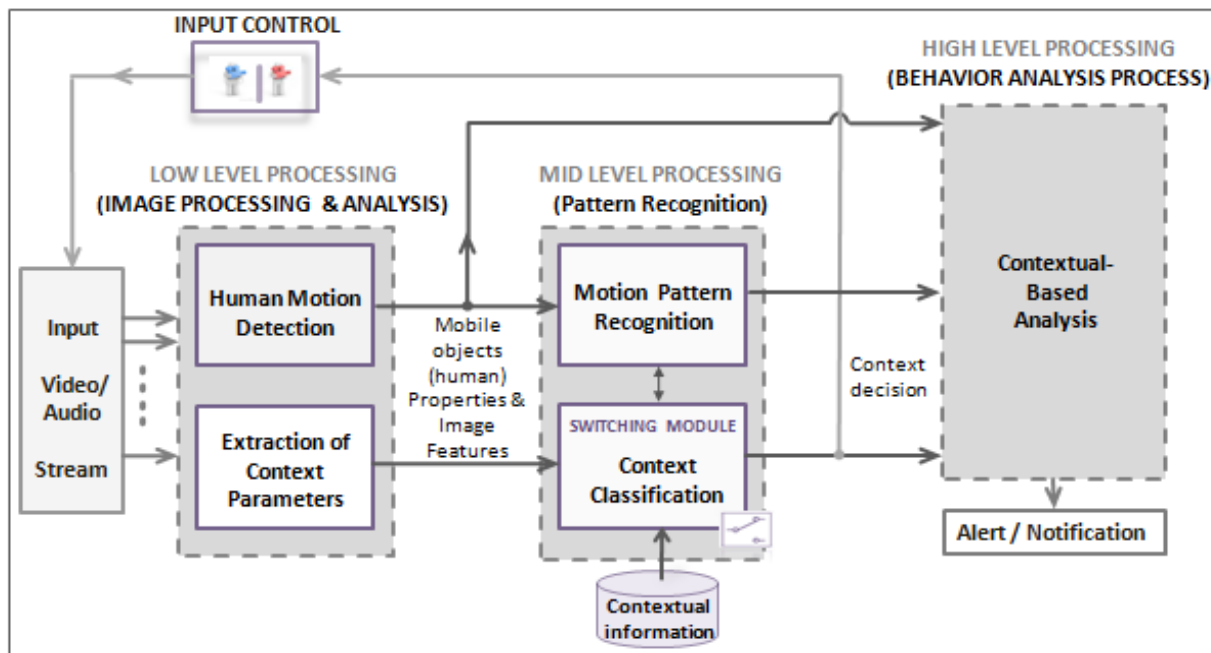 INPUT CONTROL
HIGH LEVEL PROCESSING
(BEHAVIOR ANALYSIS PROCESS)
LOW LEVEL PROCESSING
(IMAGE PROCESSING & ANALYSIS)
MID LEVEL PROCESSING
(Pattern Recognition)
Input
Video/
Audio
Stream
Human Motion
Detection
Extraction of
Context
Parameters
Mobile
objects
(human)
Properties &
Image
Features
Motion Pattern
Recognition
SWITCHING MODULE
Context
Classification
Contextual
information
Context
decision
Contextual-
Based
Analysis
Alert / Notification